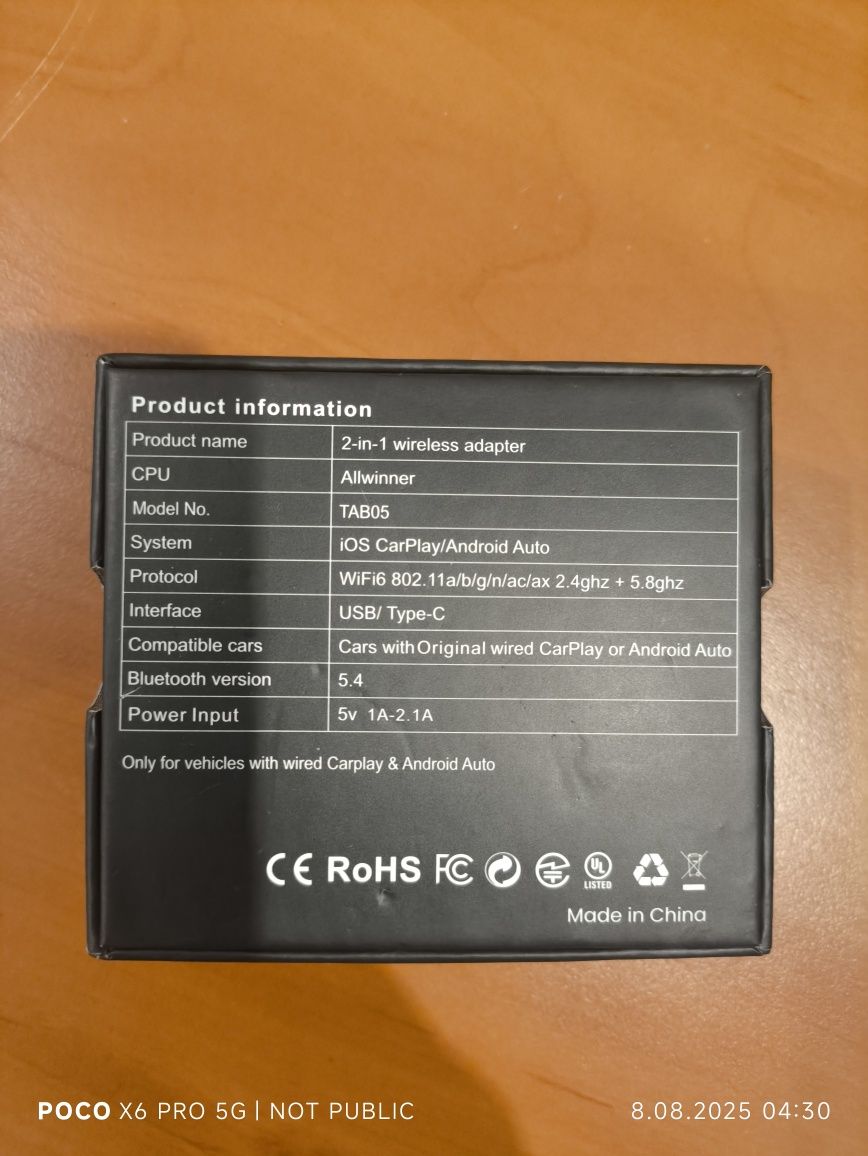 Product information
Product name 2-in-1 wireless adapter
CPU Allwinner
Model No. TAB05
System iOS CarPlay/Android Auto
Protocol WiFi6 802.11a/b/g/n/ac/ax 2.4ghz + 5.8ghz
Interface USB/ Type-C
Compatible cars Cars with Original wired CarPlay or Android Auto
Bluetooth version 5.4
Power Input 5v 1A-2.1A
Only for vehicles with wired Carplay & Android Auto
CE RoHS FC UL LISTED
Made in China
POCO X6 PRO 5G | NOT PUBLIC 8.08.2025 04:30